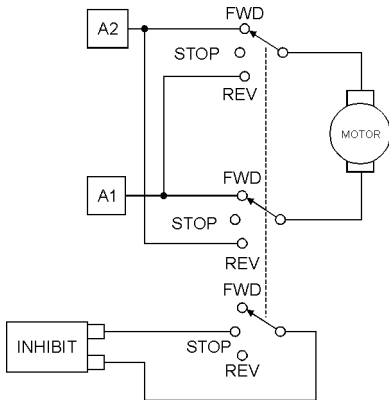 FWD
A2
STOP
REV
MOTOR
FWD
A1
STOP
REV
FWD
INHIBIT
STOP
REV